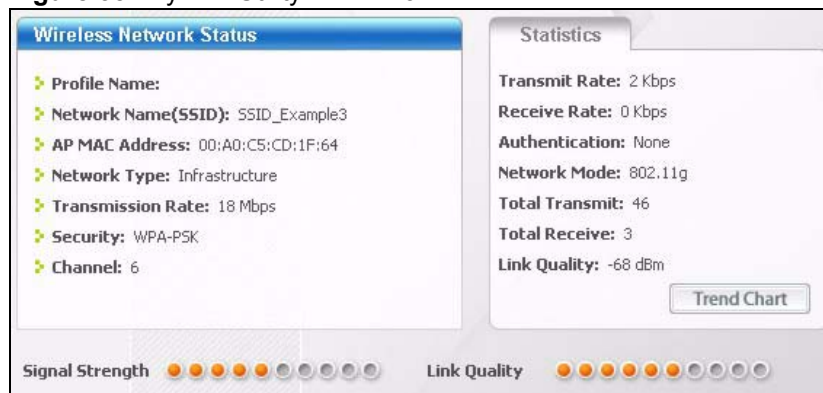 Wireless Network Status
Profile Name:
Network Name(SSID): SSID_Example3
AP MAC Address: 00:A0:C5:CD:1F:64
Network Type: Infrastructure
Transmission Rate: 18 Mbps
Security: WPA-PSK
Channel: 6
Statistics
Transmit Rate: 2 Kbps
Receive Rate: 0 Kbps
Authentication: None
Network Mode: 802.11g
Total Transmit: 46
Total Receive: 3
Link Quality: -68 dBm
Trend Chart
Signal Strength
Link Quality